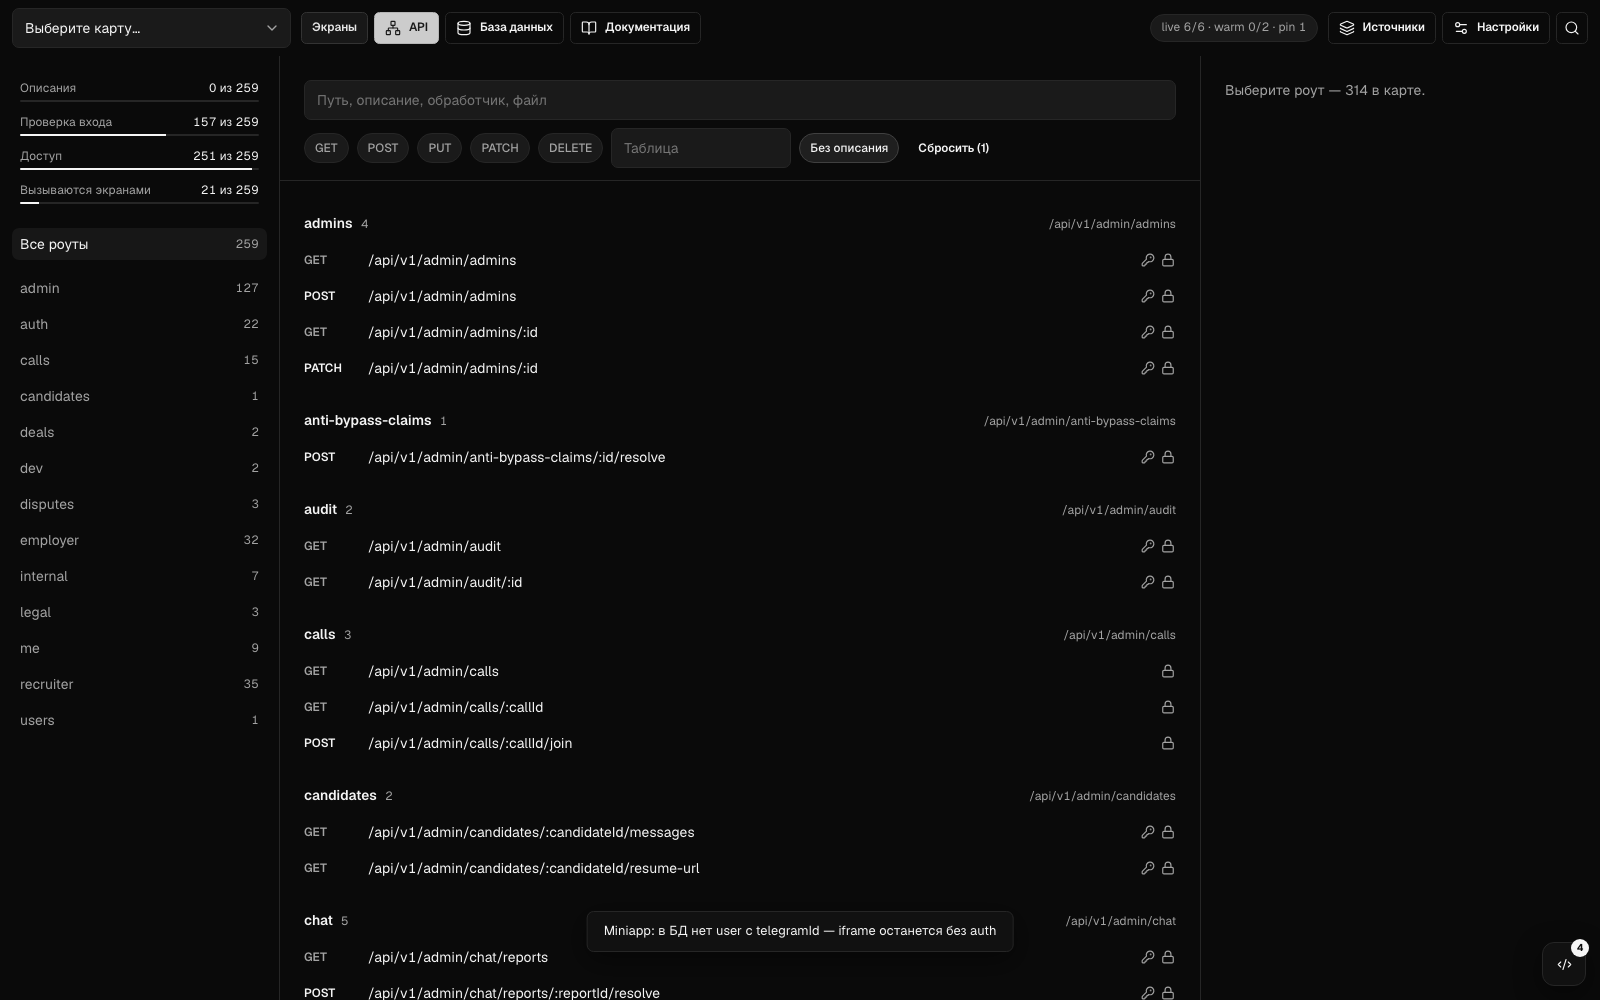 Выберите карту...
Экраны
API
База данных
Документация
live 6/6 · warm 0/2 · pin 1
Источники
Настройки
Описания 0 из 259
Проверка входа 157 из 259
Доступ 251 из 259
Вызываются экранами 21 из 259
Все роуты 259
admin 127
auth 22
calls 15
candidates 1
deals 2
dev 2
disputes 3
employer 32
internal 7
legal 3
me 9
recruiter 35
users 1
Путь, описание, обработчик, файл
GET POST PUT PATCH DELETE Таблица Без описания Сбросить (1)
admins 4 /api/v1/admin/admins
GET /api/v1/admin/admins
POST /api/v1/admin/admins
GET /api/v1/admin/admins/:id
PATCH /api/v1/admin/admins/:id
anti-bypass-claims 1 /api/v1/admin/anti-bypass-claims
POST /api/v1/admin/anti-bypass-claims/:id/resolve
audit 2 /api/v1/admin/audit
GET /api/v1/admin/audit
GET /api/v1/admin/audit/:id
calls 3 /api/v1/admin/calls
GET /api/v1/admin/calls
GET /api/v1/admin/calls/:callId
POST /api/v1/admin/calls/:callId/join
candidates 2 /api/v1/admin/candidates
GET /api/v1/admin/candidates/:candidateId/messages
GET /api/v1/admin/candidates/:candidateId/resume-url
chat 5 /api/v1/admin/chat
GET /api/v1/admin/chat/reports
POST /api/v1/admin/chat/reports/:reportId/resolve
Выберите роут — 314 в карте.
Miniapp: в БД нет user с telegramId — iframe останется без auth
4